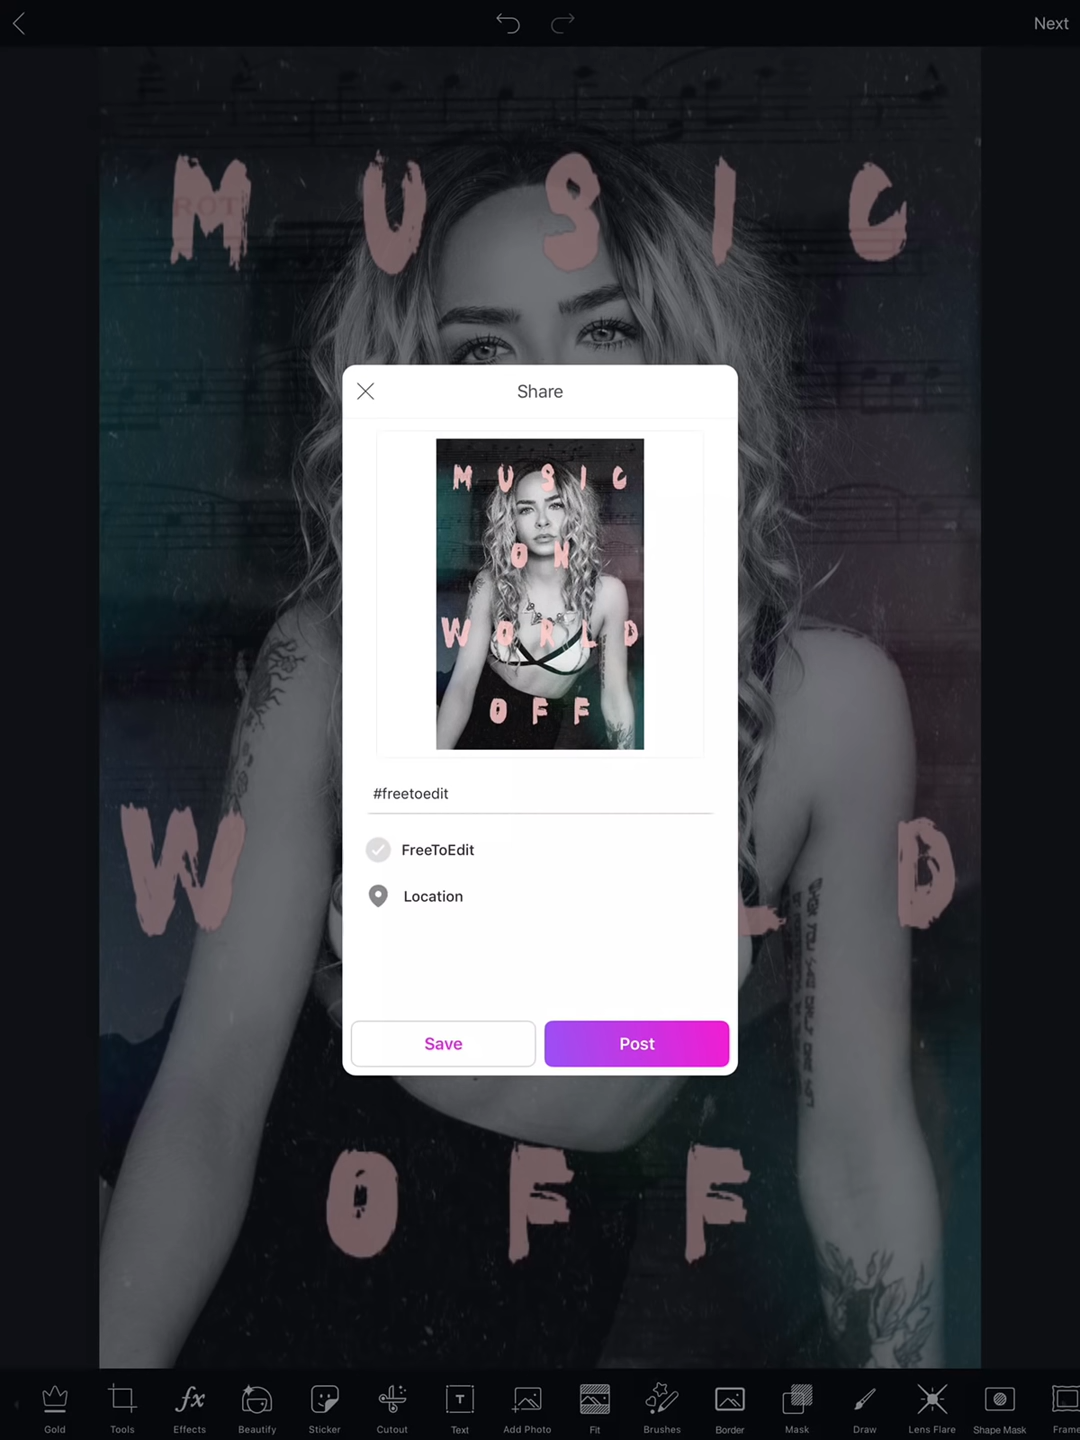 Next
ROT
M U S I C
Share
M U S I C
O N
W O R L D
O F F
#freetoedit
FreeToEdit
Location
Save
Post
W L D
O F F
Gold
Tools
Effects
Beautify
Sticker
Cutout
Text
Add Photo
Fit
Brushes
Border
Mask
Draw
Lens Flare
Shape Mask
Frame